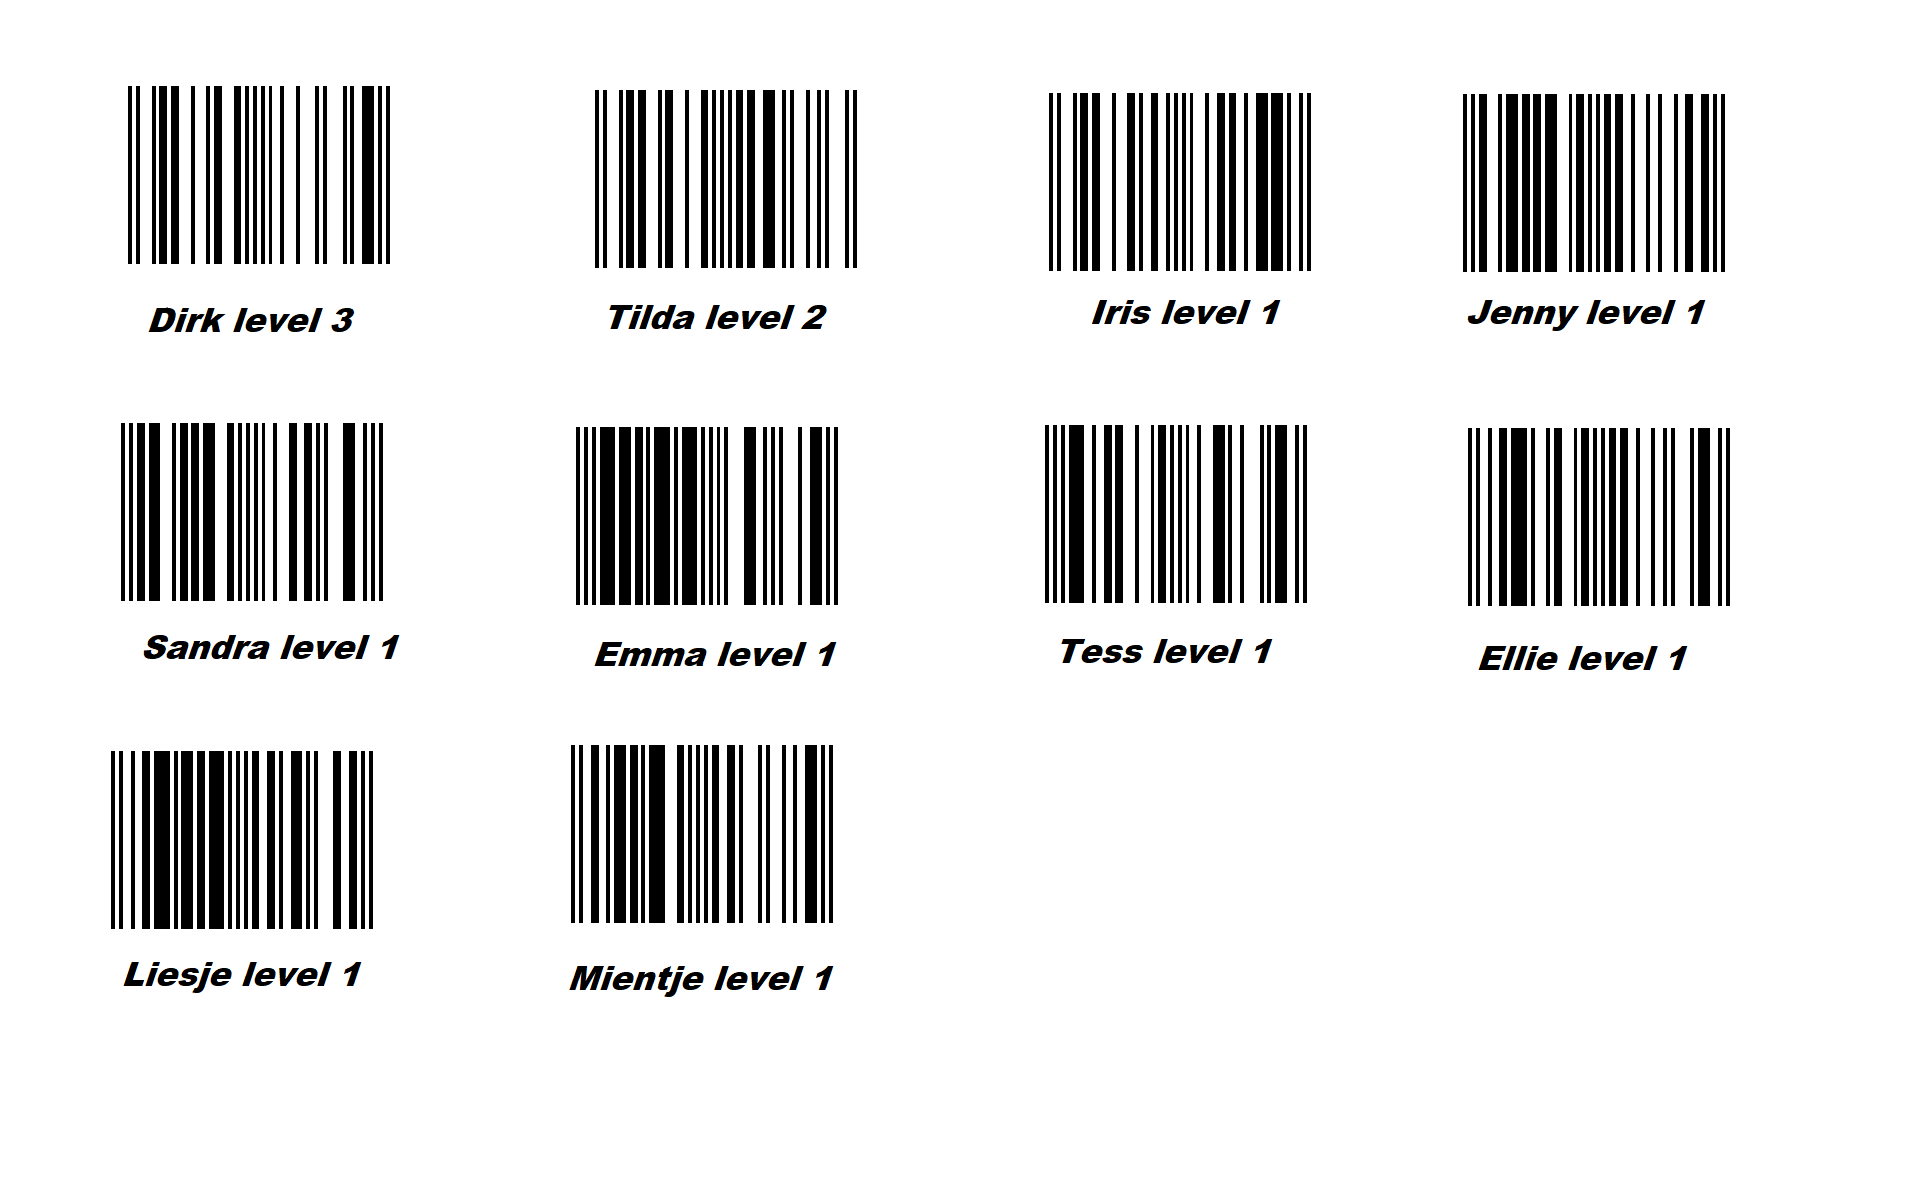 Dirk level 3
Tilda level 2
Iris level 1
Jenny level 1
Sandra level 1
Emma level 1
Tess level 1
Ellie level 1
Liesje level 1
Mientje level 1